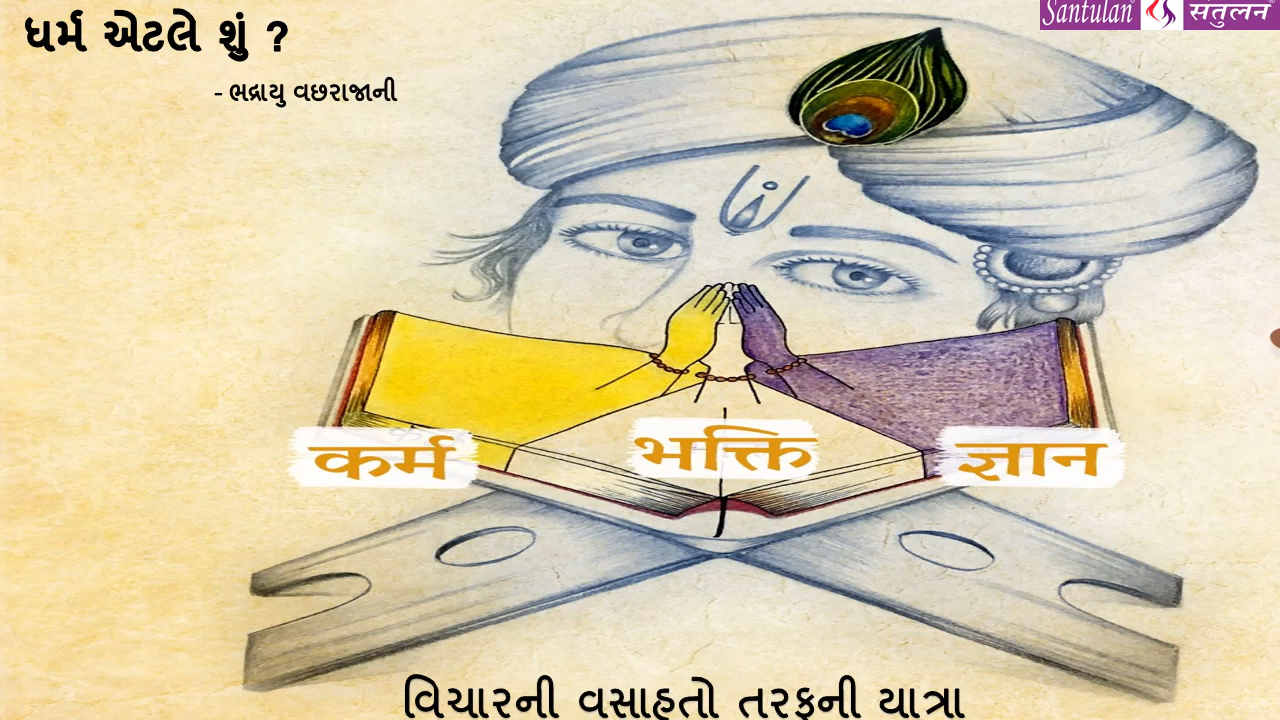 ધર્મ એટલે શું ?
- ભદ્રાયુ વછરાજાની
Santulan
संतुलन
कर्म
भक्ति
ज्ञान
વિચારની વસાહતો તરફની યાત્રા